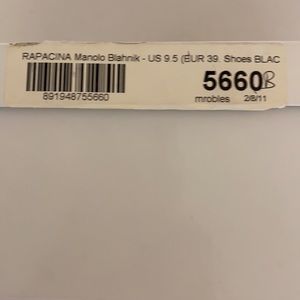 RAPACINA Manolo Blahnik - US 9.5 (EUR 39. Shoes BLAC
5660B
891948755660
mrobles 2/8/11